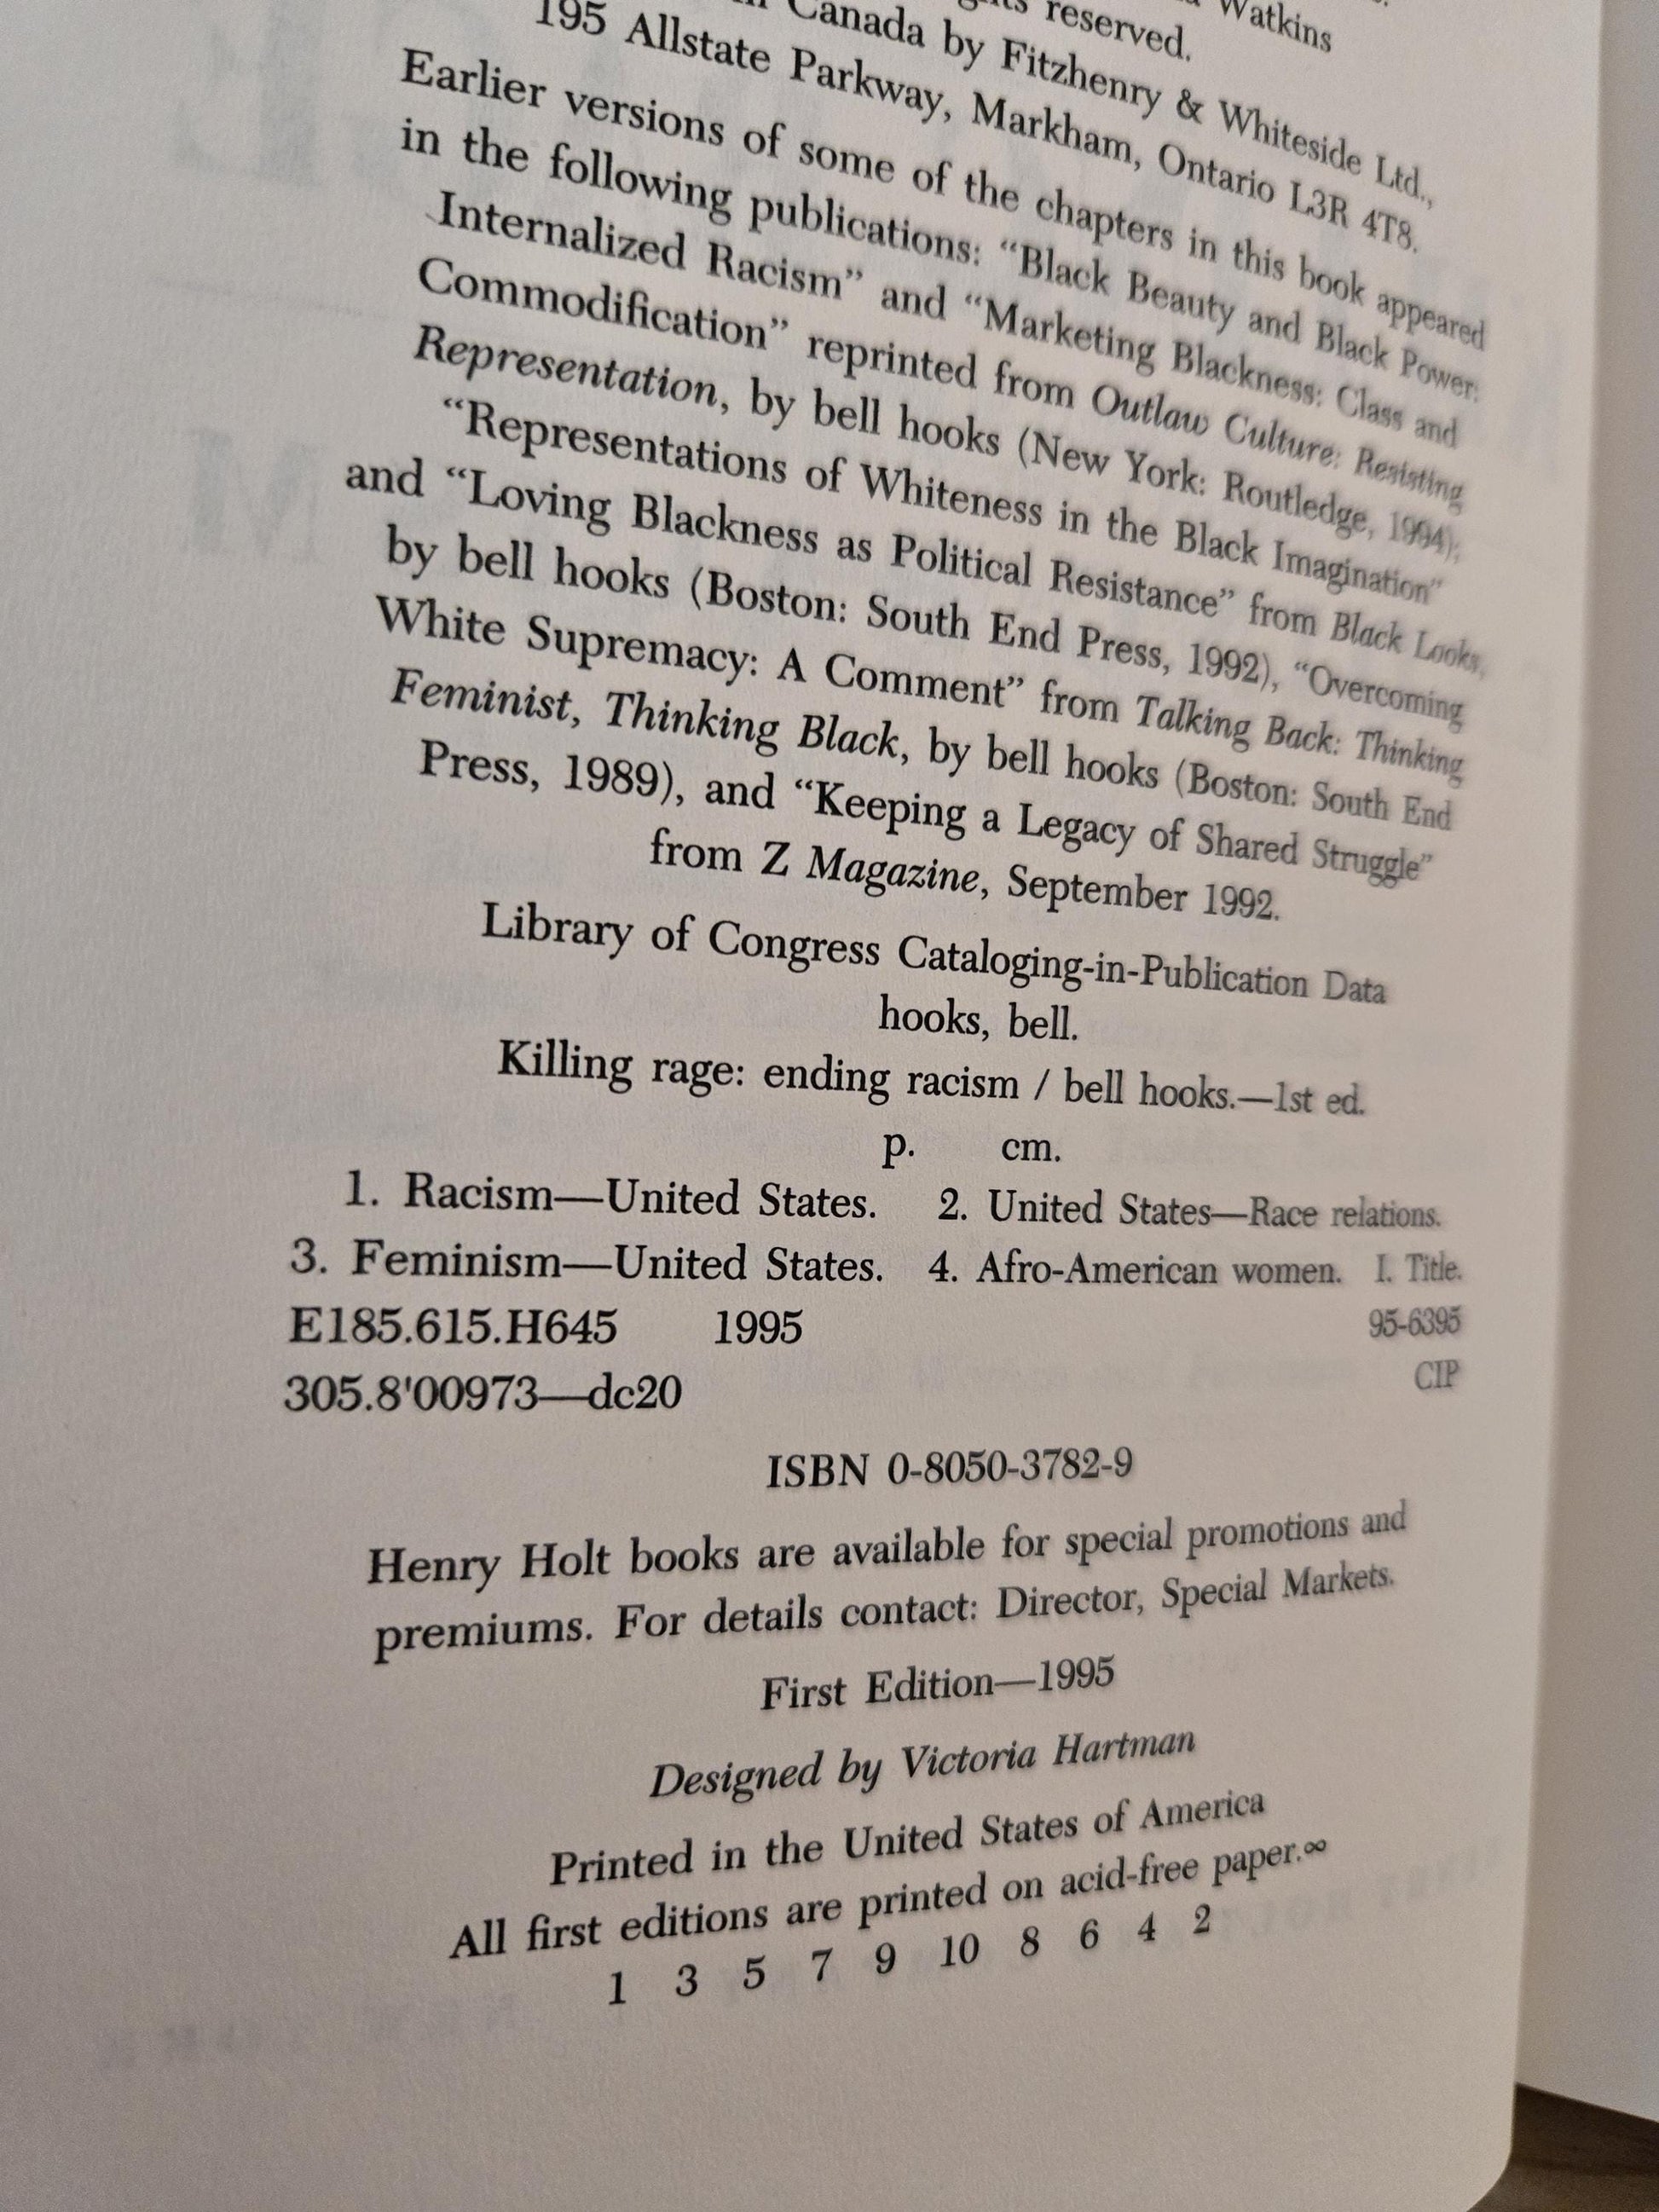 Watkins
reserved.
Canada by Fitzhenry & Whiteside Ltd.,
195 Allstate Parkway, Markham, Ontario L3R 4T8.
Earlier versions of some of the chapters in this book appeared
in the following publications: “Black Beauty and Black Power:
Internalized Racism” and “Marketing Blackness: Class and
Commodification” reprinted from Outlaw Culture: Resisting
Representation, by bell hooks (New York: Routledge, 1994);
“Representations of Whiteness in the Black Imagination”
and “Loving Blackness as Political Resistance” from Black Looks,
by bell hooks (Boston: South End Press, 1992), “Overcoming
White Supremacy: A Comment” from Talking Back: Thinking
Feminist, Thinking Black, by bell hooks (Boston: South End
Press, 1989), and “Keeping a Legacy of Shared Struggle”
from Z Magazine, September 1992.
Library of Congress Cataloging-in-Publication Data
hooks, bell.
Killing rage: ending racism / bell hooks.—1st ed.
p. cm.
1. Racism—United States. 2. United States—Race relations.
3. Feminism—United States. 4. Afro-American women. I. Title.
E185.615.H645 1995 95-6395
305.8'00973—dc20 CIP
ISBN 0-8050-3782-9
Henry Holt books are available for special promotions and
premiums. For details contact: Director, Special Markets.
First Edition—1995
Designed by Victoria Hartman
Printed in the United States of America
All first editions are printed on acid-free paper.∞
1 3 5 7 9 10 8 6 4 2